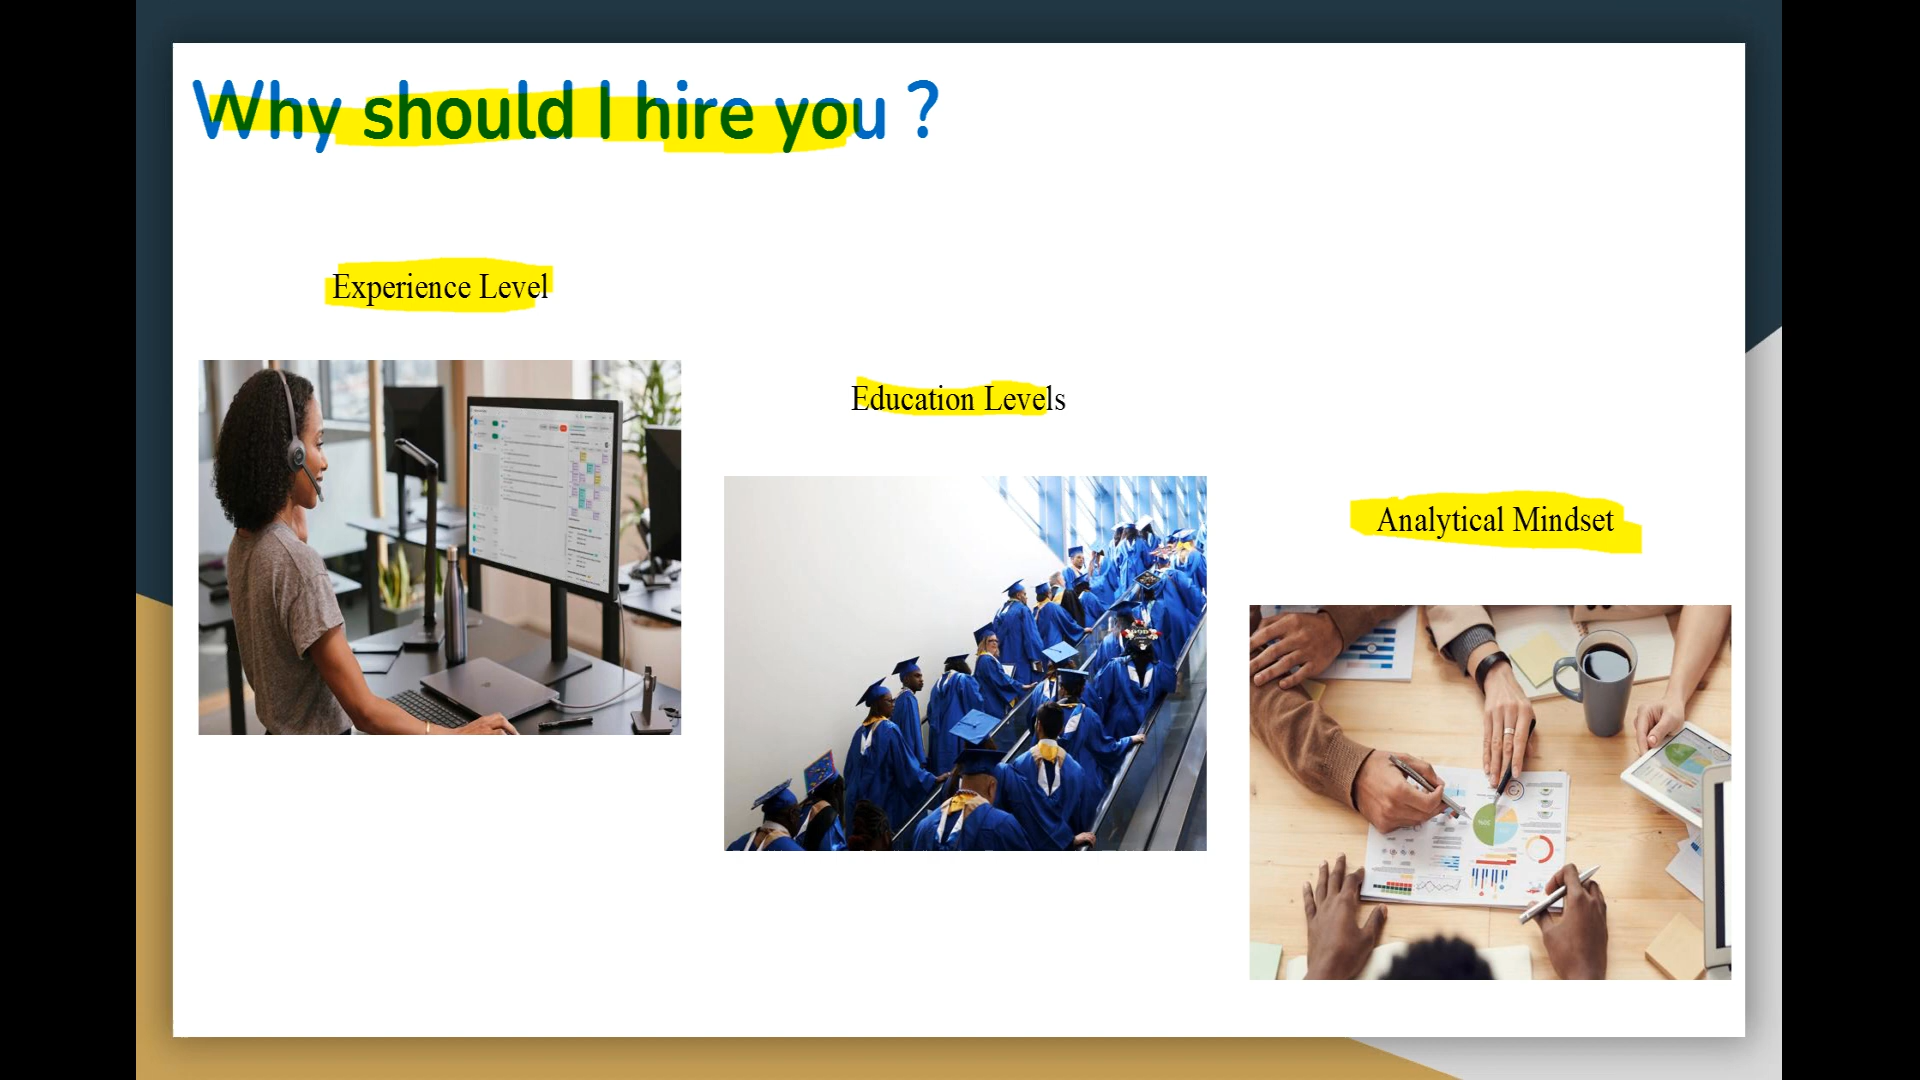 Why should I hire you ?
Experience Level
Education Levels
Analytical Mindset